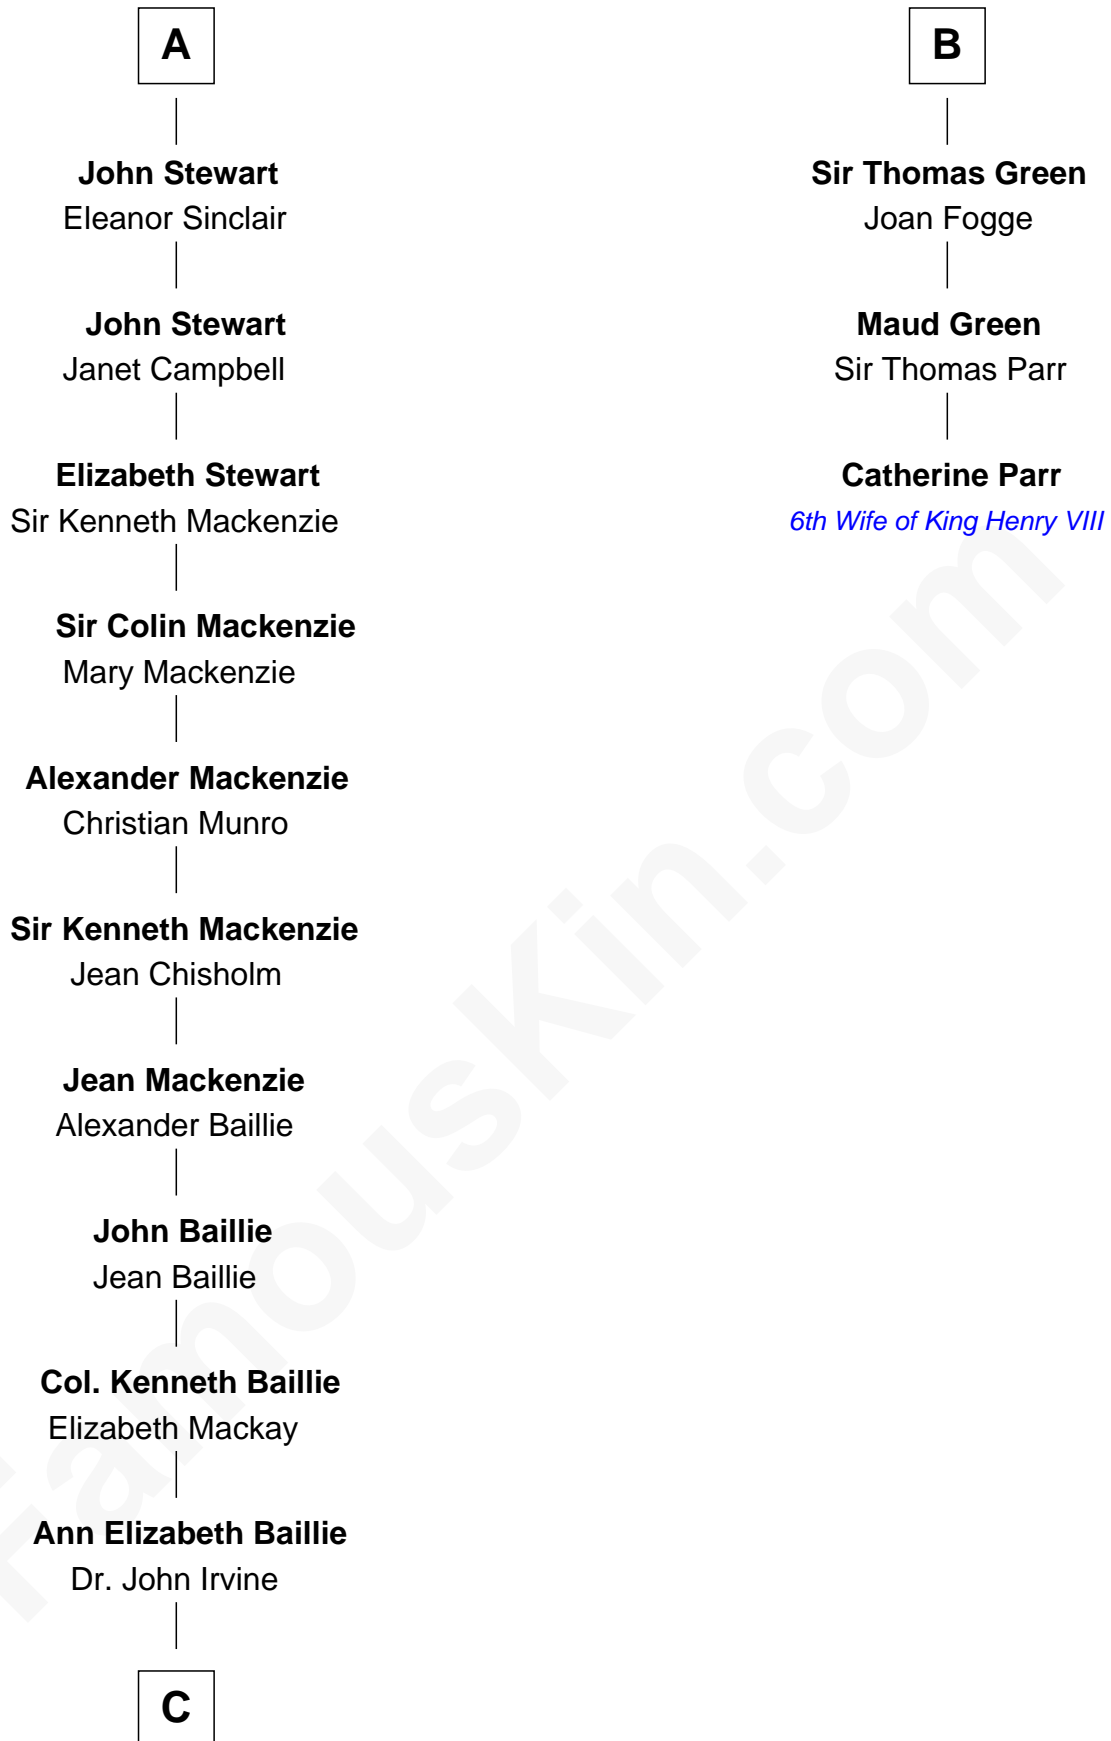 A
John Stewart
Eleanor Sinclair
John Stewart
Janet Campbell
Elizabeth Stewart
Sir Kenneth Mackenzie
Sir Colin Mackenzie
Mary Mackenzie
Alexander Mackenzie
Christian Munro
Sir Kenneth Mackenzie
Jean Chisholm
Jean Mackenzie
Alexander Baillie
John Baillie
Jean Baillie
Col. Kenneth Baillie
Elizabeth Mackay
Ann Elizabeth Baillie
Dr. John Irvine
C
B
Sir Thomas Green
Joan Fogge
Maud Green
Sir Thomas Parr
Catherine Parr
6th Wife of King Henry VIII
FamousKin.com